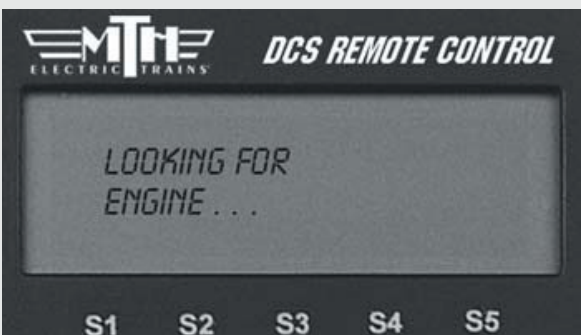 MTH DCS REMOTE CONTROL
ELECTRIC TRAINS
LOOKING FOR
ENGINE . . .
S1 S2 S3 S4 S5